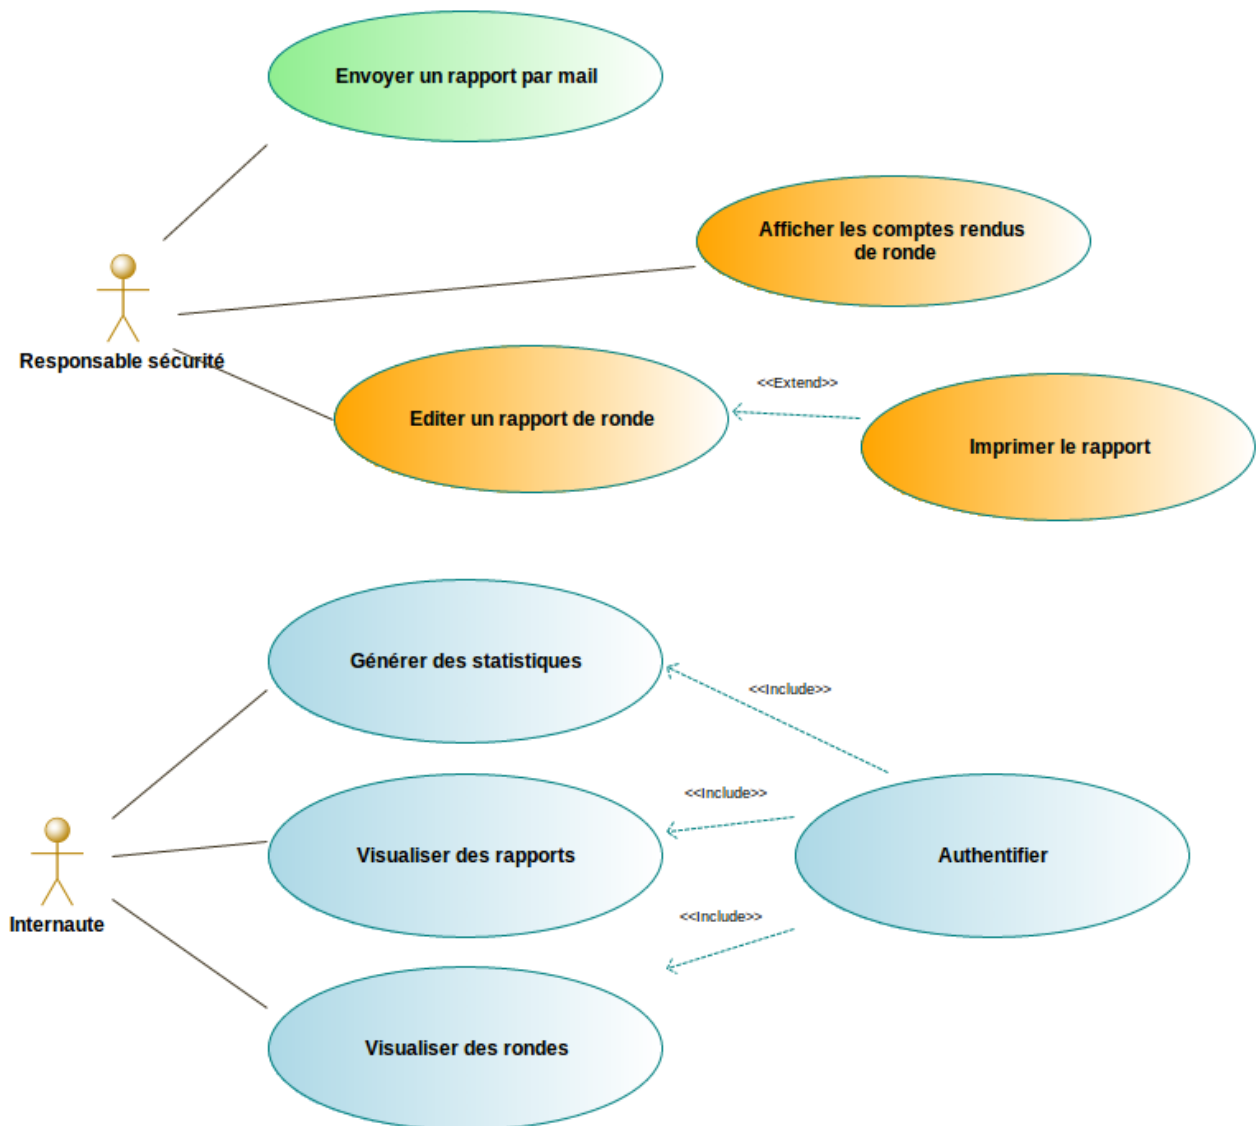 Envoyer un rapport par mail
Afficher les comptes rendus
de ronde
Responsable sécurité
<<Extend>>
Editer un rapport de ronde
Imprimer le rapport
Générer des statistiques
<<Include>>
<<Include>>
Visualiser des rapports
Authentifier
<<Include>>
Internaute
Visualiser des rondes